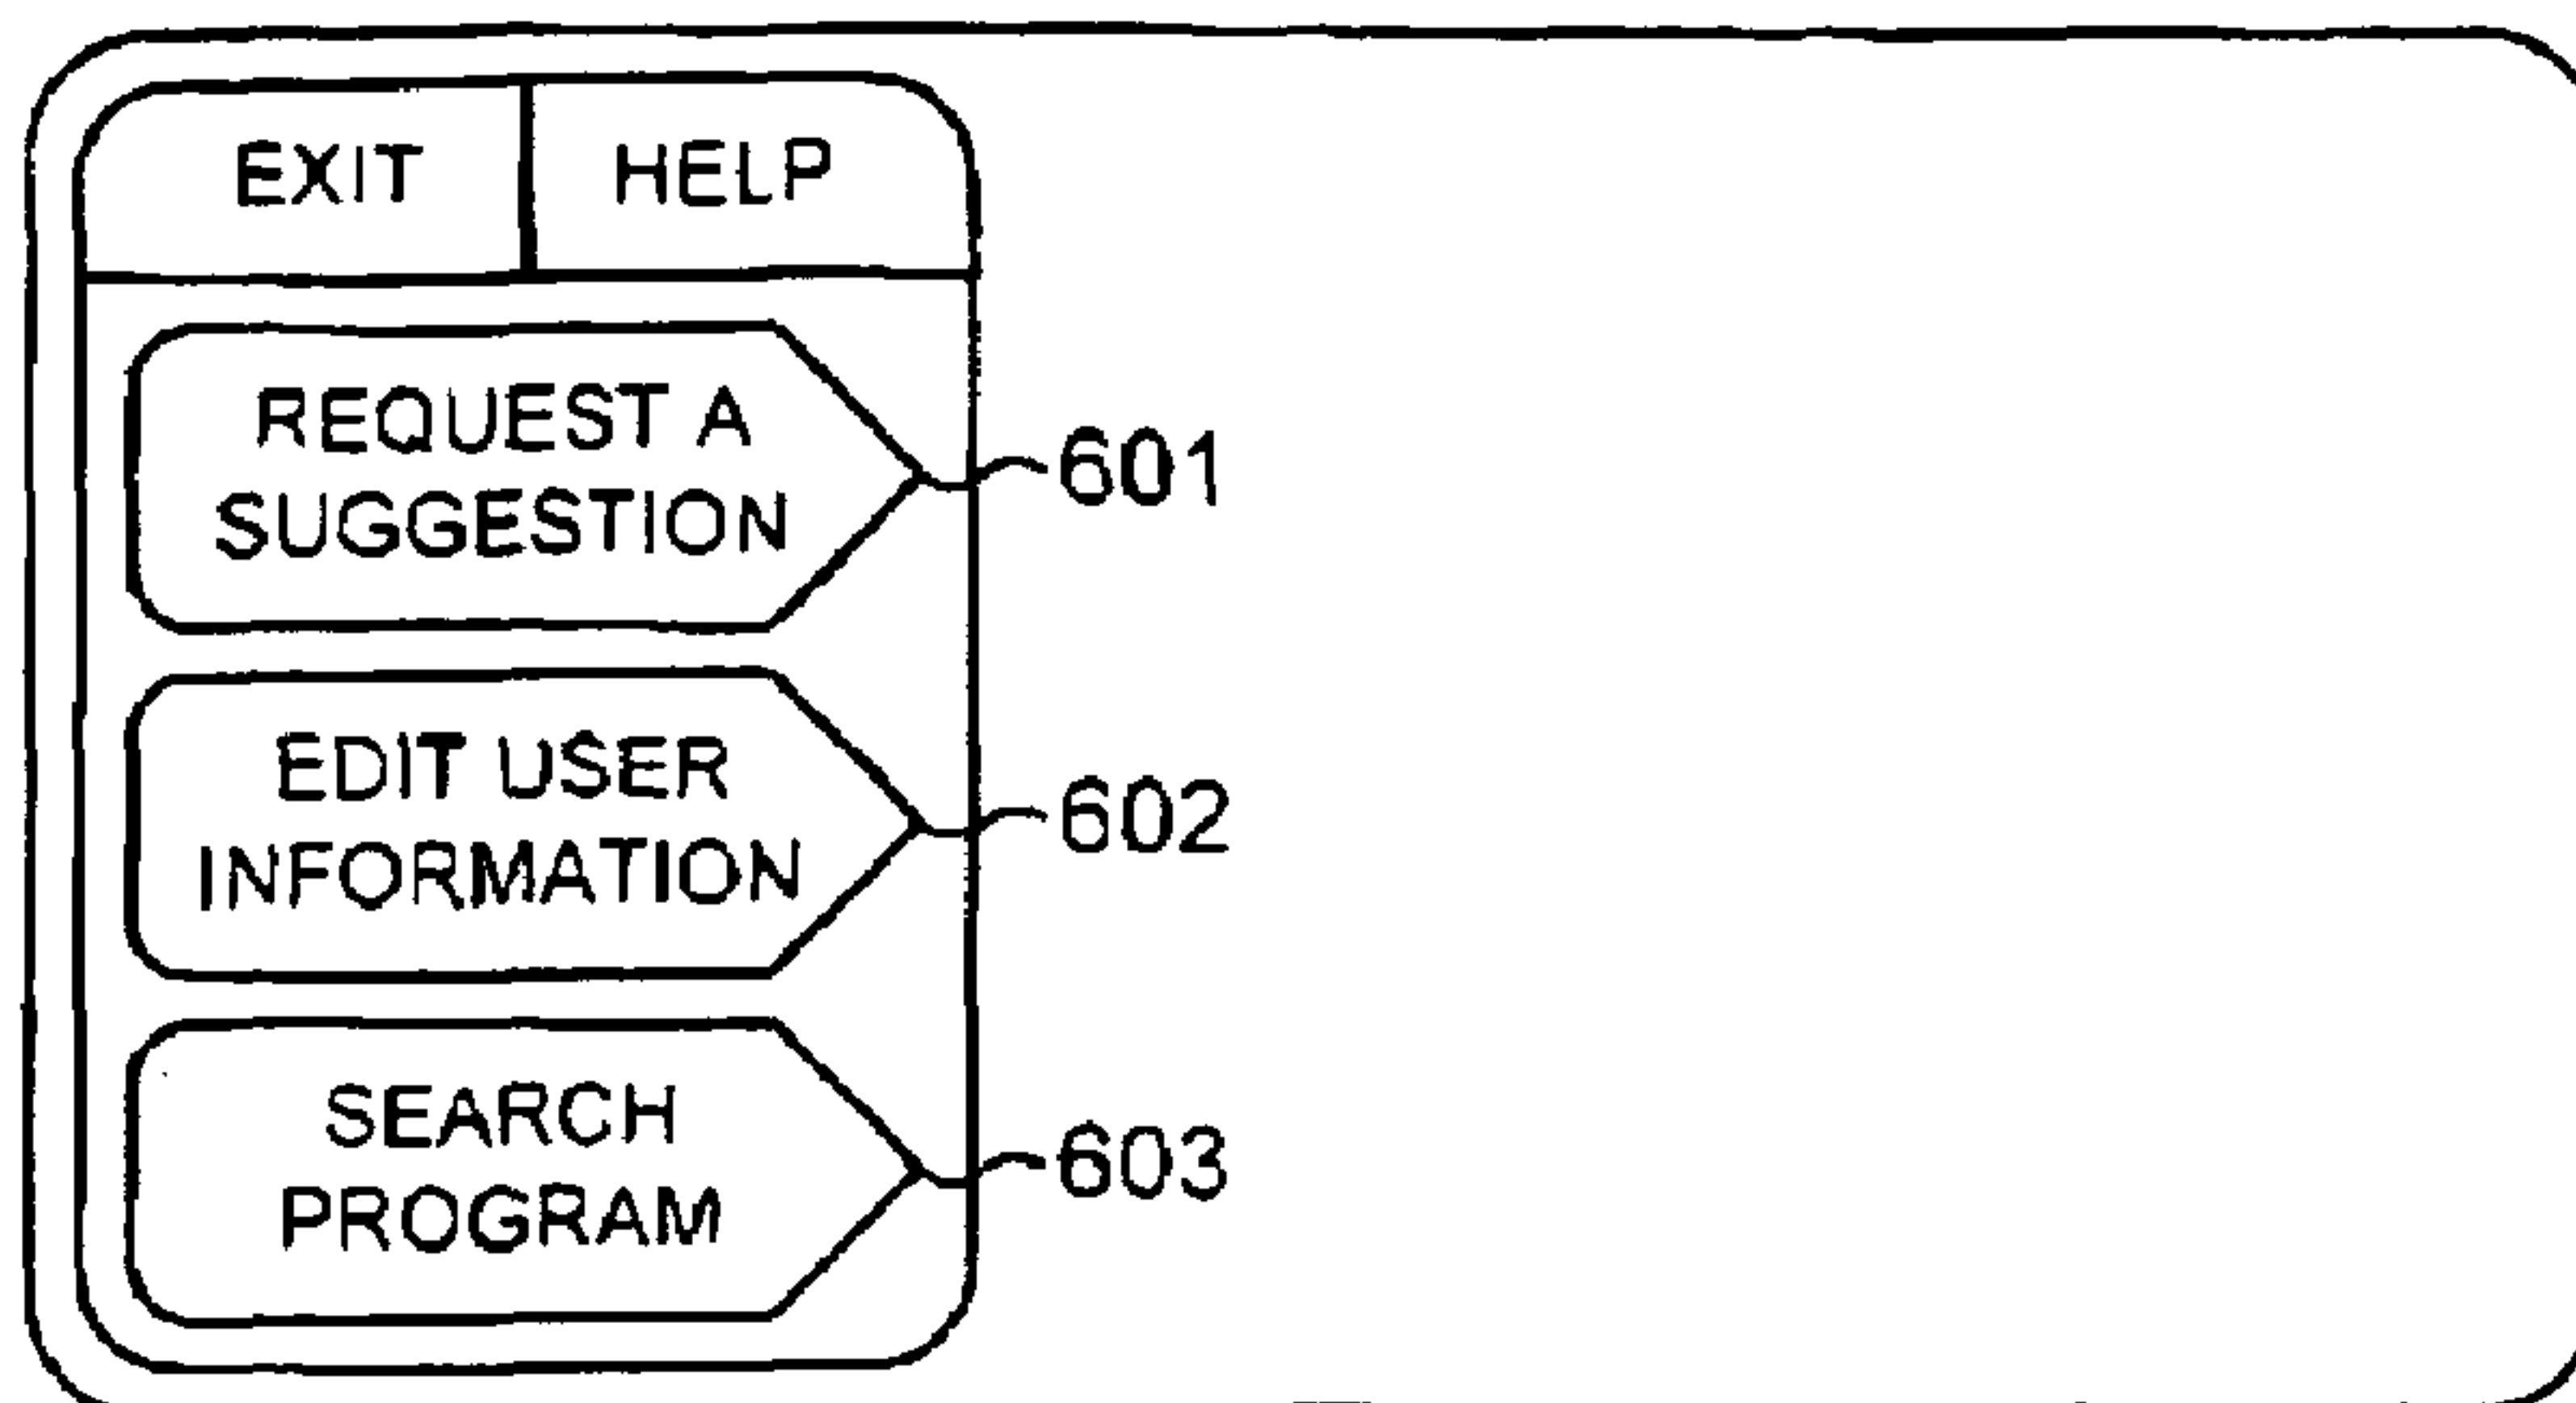 EXIT HELP
REQUEST A
SUGGESTION
601
EDIT USER
INFORMATION
602
SEARCH
PROGRAM
603